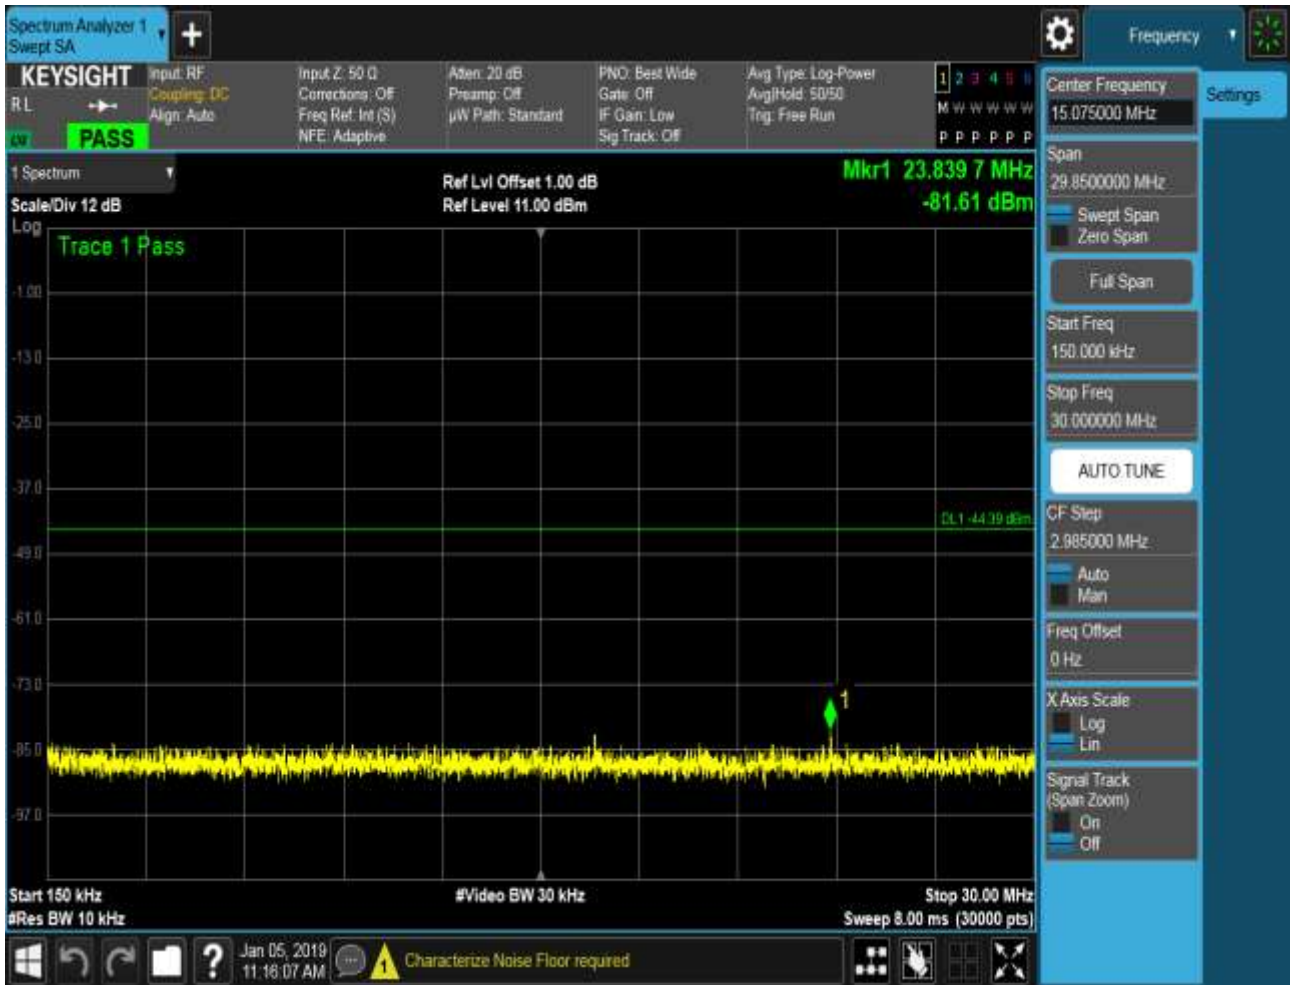 Spectrum Analyzer 1
Swept SA
+
Frequency
KEYSIGHT
R L
LW
PASS
Input: RF
Coupling: DC
Align: Auto
Input Z: 50 Ω
Corrections: Off
Freq Ref: Int (S)
NFE: Adaptive
Atten: 20 dB
Preamp: Off
µW Path: Standard
PNO: Best Wide
Gate: Off
IF Gain: Low
Sig Track: Off
Avg Type: Log-Power
Avg|Hold: 50/50
Trig: Free Run
1 2 3 4 5 6
M W W W W W
P P P P P P
1 Spectrum
Scale/Div 12 dB
Log
Ref Lvl Offset 1.00 dB
Ref Level 11.00 dBm
Mkr1 23.839 7 MHz
-81.61 dBm
Trace 1 Pass
-1.00
-13.0
-25.0
-37.0
DL1 -44.39 dBm
-49.0
-61.0
-73.0
1
-85.0
-97.0
Start 150 kHz
#Res BW 10 kHz
#Video BW 30 kHz
Stop 30.00 MHz
Sweep 8.00 ms (30000 pts)
Center Frequency
15.075000 MHz
Settings
Span
29.8500000 MHz
Swept Span
Zero Span
Full Span
Start Freq
150.000 kHz
Stop Freq
30.000000 MHz
AUTO TUNE
CF Step
2.985000 MHz
Auto
Man
Freq Offset
0 Hz
X Axis Scale
Log
Lin
Signal Track
(Span Zoom)
On
Off
?
Jan 05, 2019
11:16:07 AM
1
Characterize Noise Floor required